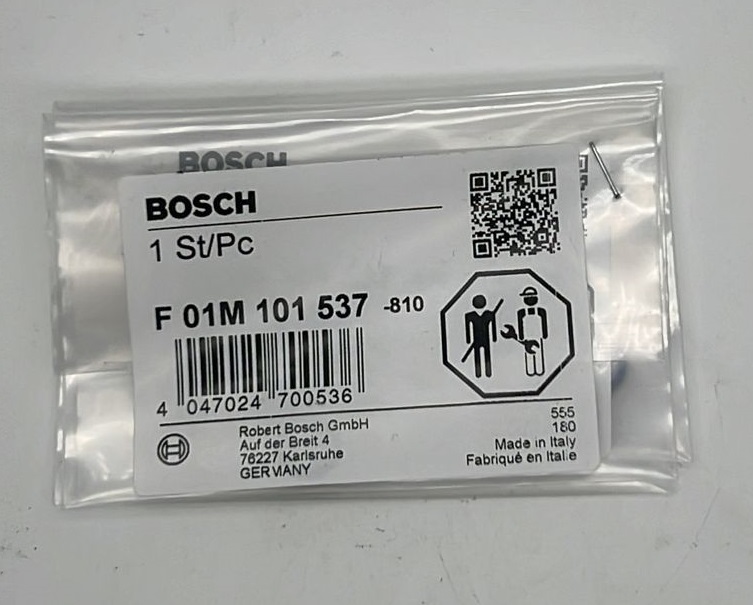 BOSCH
BOSCH
1 St/Pc
F 01M 101 537 -810
4 047024 700536
Robert Bosch GmbH
Auf der Breit 4
76227 Karlsruhe
GERMANY
555
180
Made in Italy
Fabriqué en Italie